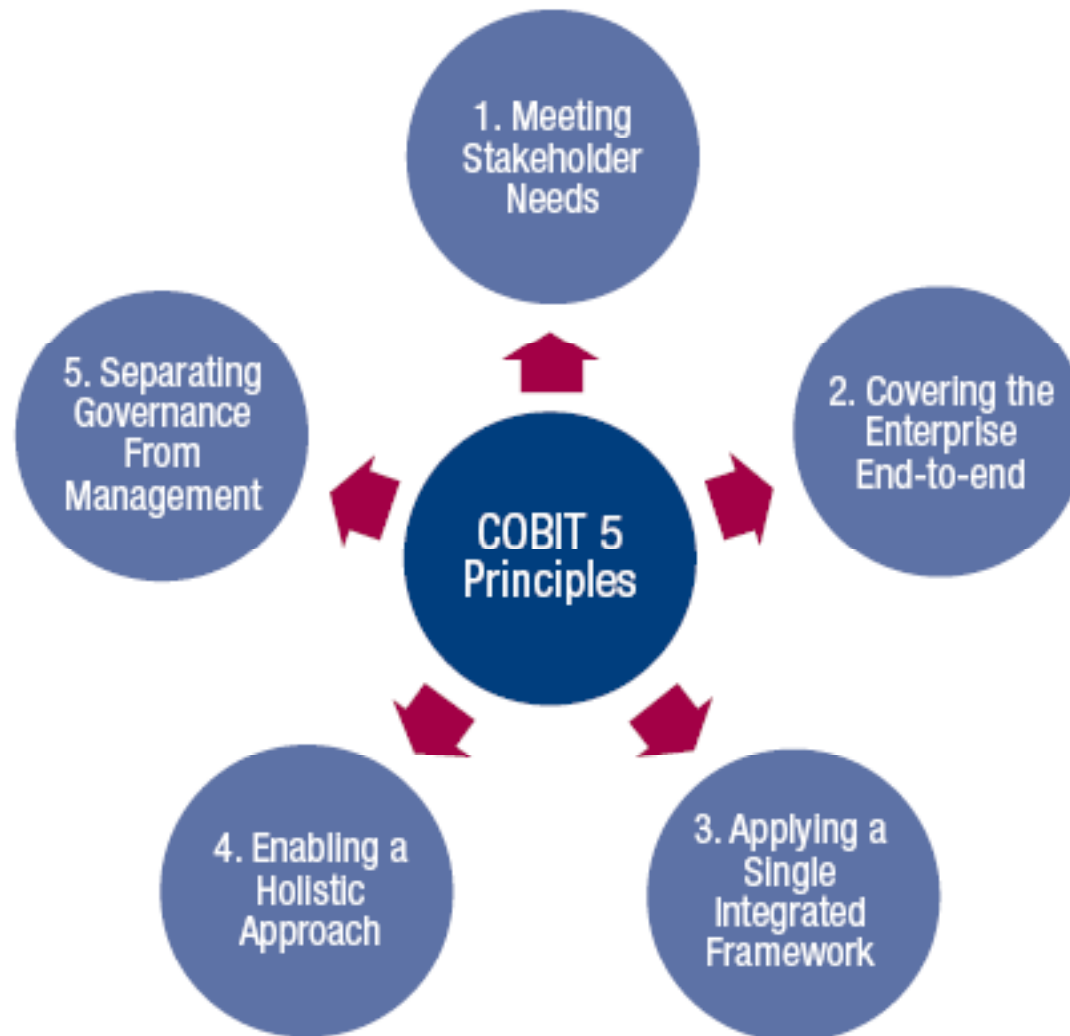 1. Meeting
Stakeholder
Needs
5. Separating
Governance
From
Management
2. Covering the
Enterprise
End-to-end
COBIT 5
Principles
4. Enabling a
Holistic
Approach
3. Applying a
Single
Integrated
Framework